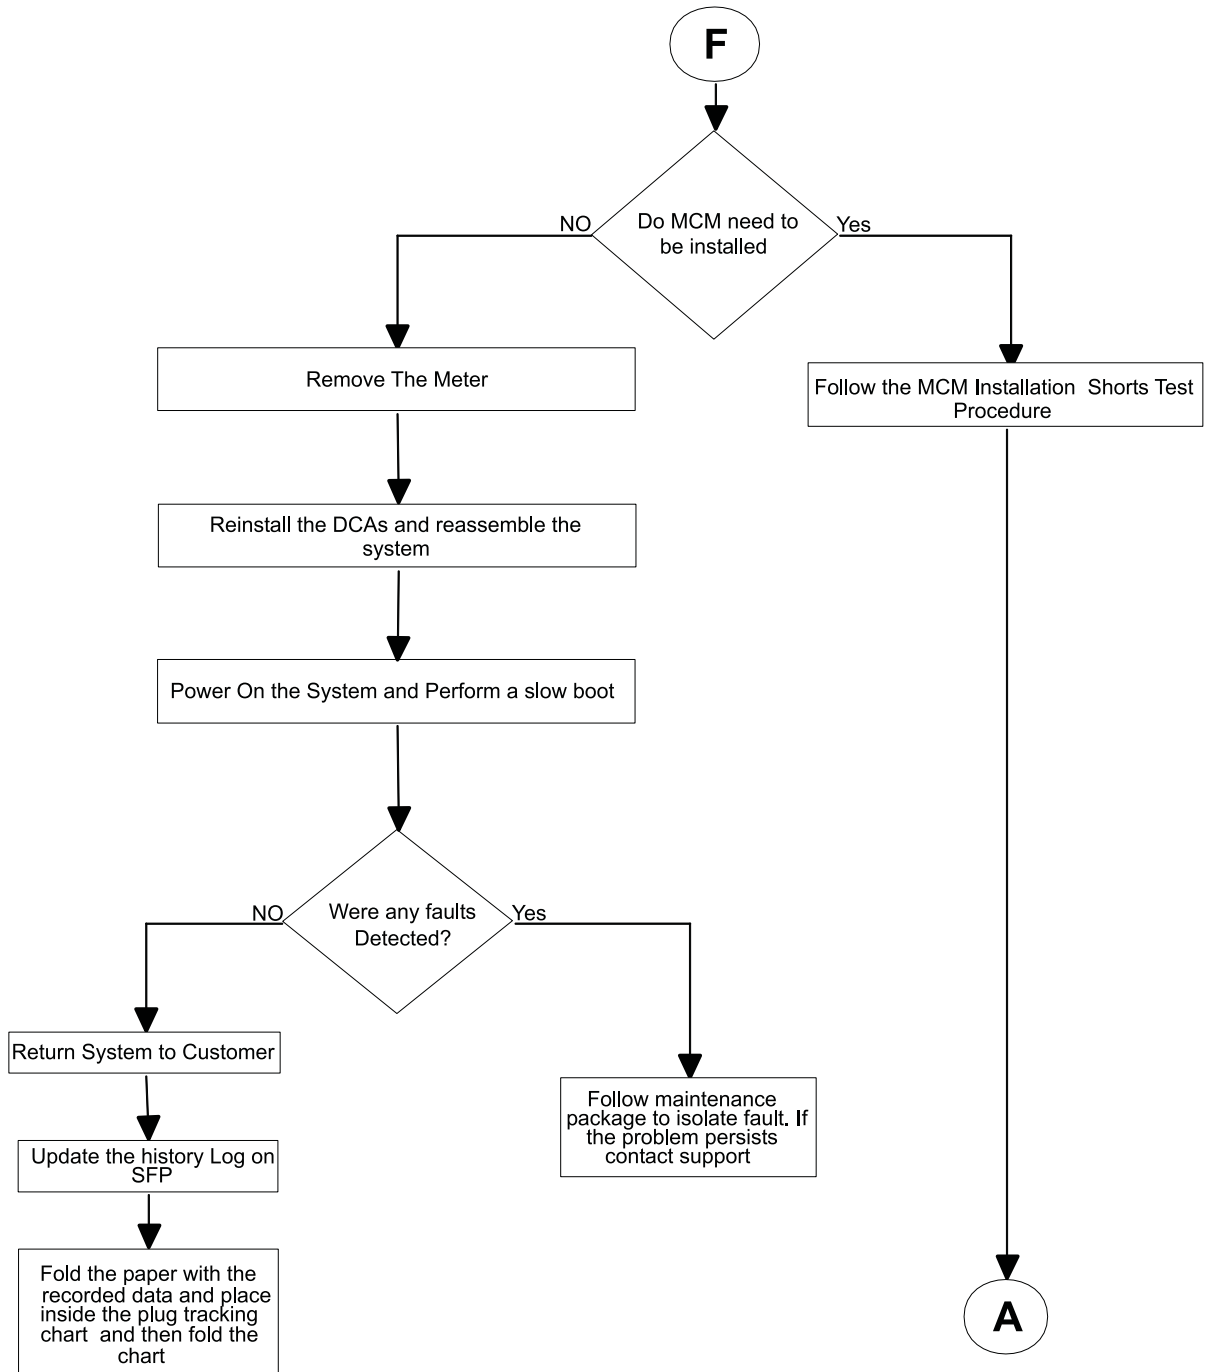 F
Do MCM need to
be installed
NO
Yes
Remove The Meter
Follow the MCM Installation  Shorts Test
Procedure
Reinstall the DCAs and reassemble the
system
Power On the System and Perform a slow boot
Were any faults
Detected?
NO
Yes
Return System to Customer
Follow maintenance
package to isolate fault. If
the problem persists
contact support
Update the history Log on
SFP
Fold the paper with the
recorded data and place
inside the plug tracking
chart  and then fold the
chart
A